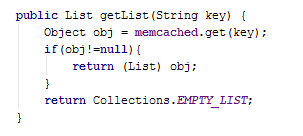 public List getList(String key) {
    Object obj = memcached.get(key);
    if(obj!=null){
        return (List) obj;
    }
    return Collections.EMPTY_LIST;
}